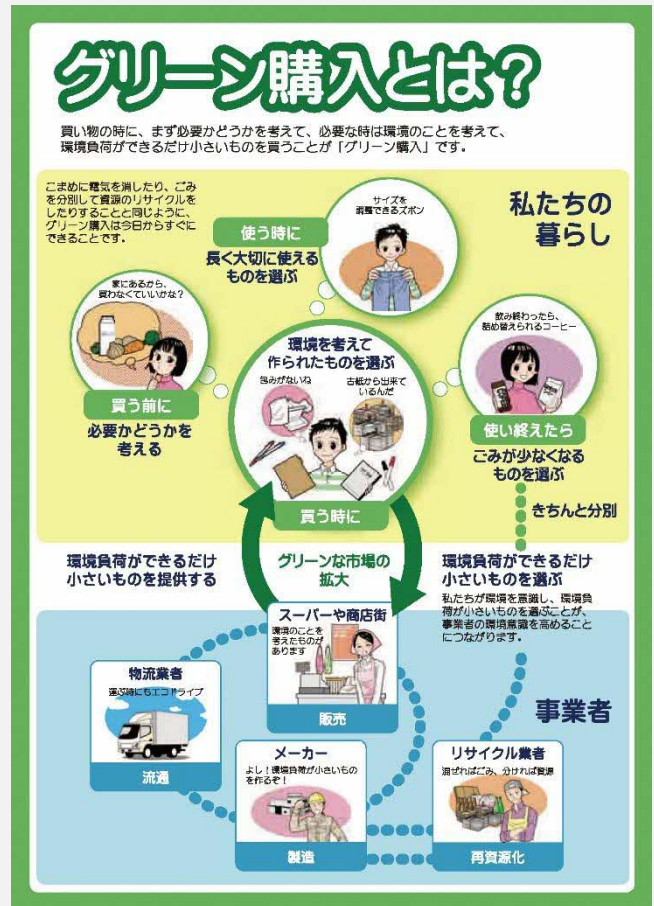 グリーン購入とは？
買い物の時に、まず必要かどうかを考えて、必要な時は環境のことを考えて、
環境負荷ができるだけ小さいものを買うことが「グリーン購入」です。
こまめに電気を消したり、ごみ
を分別して資源のリサイクルを
したりすることと同じように、
グリーン購入は今日からすぐに
できることです。
私たちの
暮らし
サイズを
調整できるズボン
使う時に
長く大切に使える
ものを選ぶ
家にあるから、
買わなくていいかな？
買う前に
必要かどうかを
考える
環境を考えて
作られたものを選ぶ
包みがないね
古紙から出来て
いるんだ
買う時に
飲み終わったら、
詰め替えられるコーヒー
使い終えたら
ごみが少なくなる
ものを選ぶ
きちんと分別
環境負荷ができるだけ
小さいものを提供する
グリーンな市場の
拡大
環境負荷ができるだけ
小さいものを選ぶ
私たちが環境を意識し、環境負
荷が小さいものを選ぶことが、
事業者の環境意識を高めること
につながります。
事業者
スーパーや商店街
環境のことを
考えたものが
あります
販売
物流業者
運ぶ時にもエコドライブ
流通
メーカー
よし！環境負荷が小さいもの
を作るぞ！
製造
リサイクル業者
混ぜればごみ、分ければ資源
再資源化